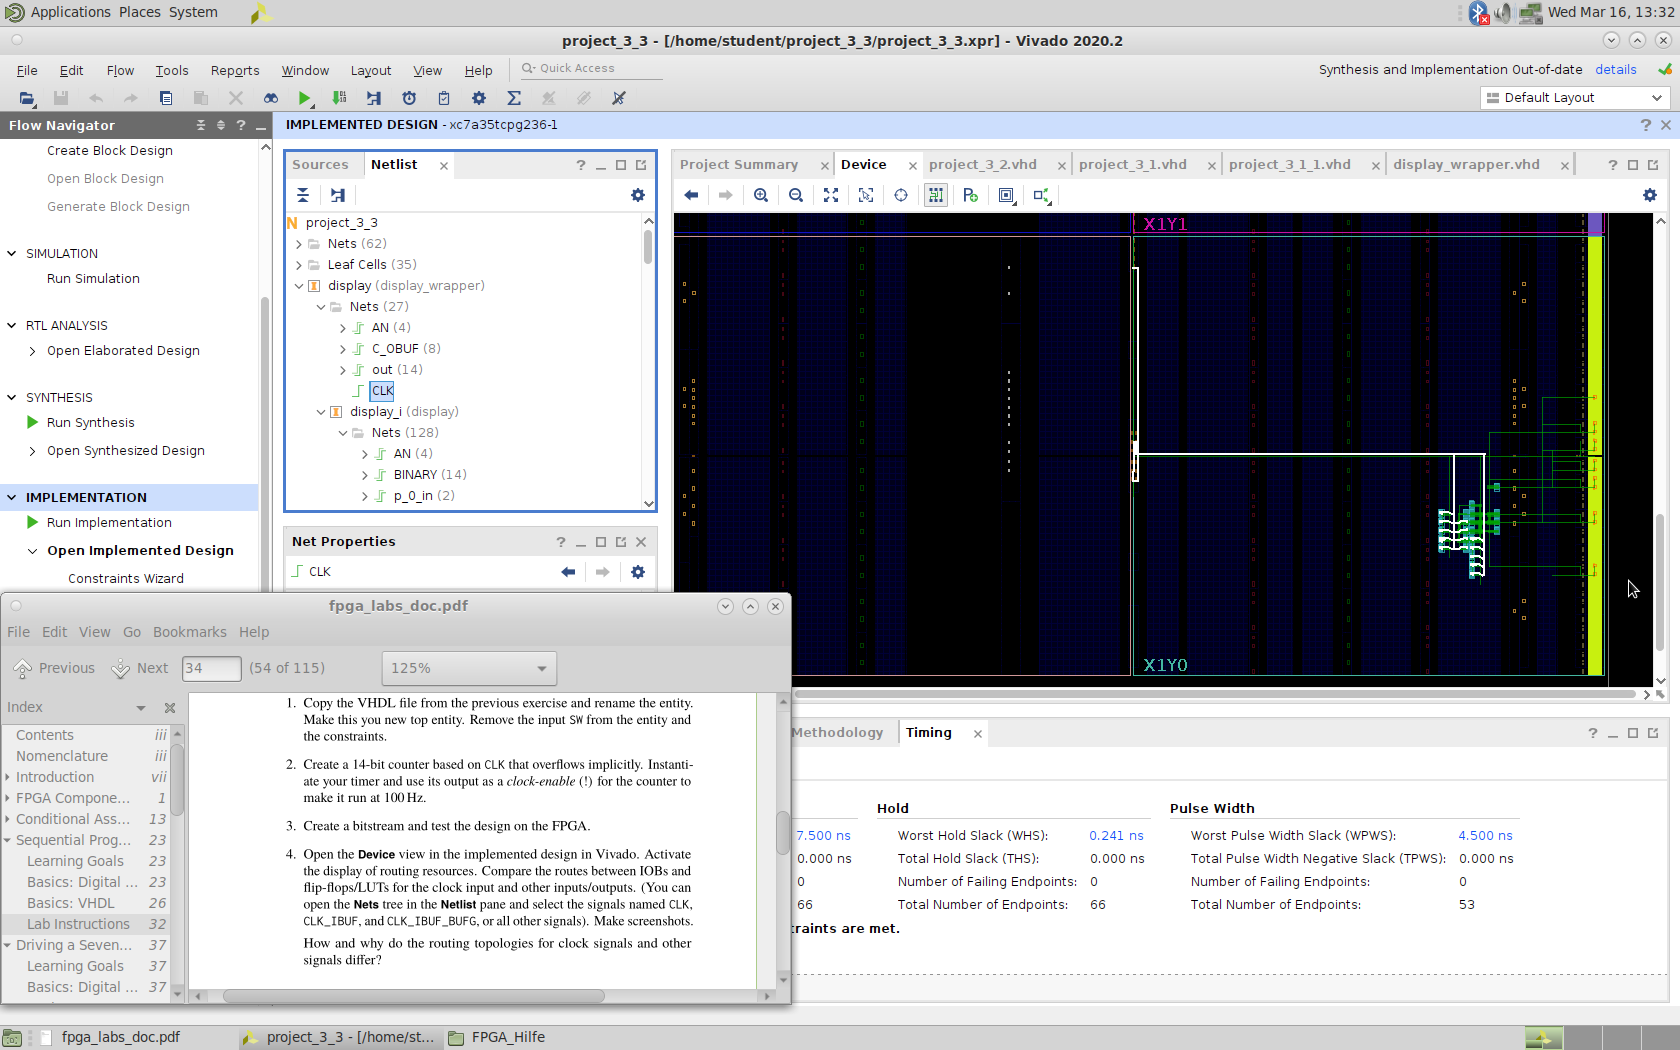 Applications Places System
Wed Mar 16, 13:32
project_3_3 - [/home/student/project_3_3/project_3_3.xpr] - Vivado 2020.2
File Edit Flow Tools Reports Window Layout View Help
Quick Access
Synthesis and Implementation Out-of-date details
Default Layout
Flow Navigator
Create Block Design
Open Block Design
Generate Block Design
SIMULATION
Run Simulation
RTL ANALYSIS
Open Elaborated Design
SYNTHESIS
Run Synthesis
Open Synthesized Design
IMPLEMENTATION
Run Implementation
Open Implemented Design
Constraints Wizard
IMPLEMENTED DESIGN - xc7a35tcpg236-1
Sources Netlist
N project_3_3
Nets (62)
Leaf Cells (35)
display (display_wrapper)
Nets (27)
AN (4)
C_OBUF (8)
out (14)
CLK
display_i (display)
Nets (128)
AN (4)
BINARY (14)
p_0_in (2)
Net Properties
CLK
Project Summary Device project_3_2.vhd project_3_1.vhd project_3_1_1.vhd display_wrapper.vhd
X1Y1
X1Y0
Methodology Timing
7.500 ns
0.000 ns
0
66
Hold
Worst Hold Slack (WHS): 0.241 ns
Total Hold Slack (THS): 0.000 ns
Number of Failing Endpoints: 0
Total Number of Endpoints: 66
Pulse Width
Worst Pulse Width Slack (WPWS): 4.500 ns
Total Pulse Width Negative Slack (TPWS): 0.000 ns
Number of Failing Endpoints: 0
Total Number of Endpoints: 53
traints are met.
fpga_labs_doc.pdf
File Edit View Go Bookmarks Help
Previous Next 34 (54 of 115) 125%
Index
Contents iii
Nomenclature iii
Introduction vii
FPGA Compone... 1
Conditional Ass... 13
Sequential Prog... 23
Learning Goals 23
Basics: Digital ... 23
Basics: VHDL 26
Lab Instructions 32
Driving a Seven... 37
Learning Goals 37
Basics: Digital ... 37
1. Copy the VHDL file from the previous exercise and rename the entity.
Make this you new top entity. Remove the input SW from the entity and
the constraints.
2. Create a 14-bit counter based on CLK that overflows implicitly. Instanti-
ate your timer and use its output as a clock-enable (!) for the counter to
make it run at 100 Hz.
3. Create a bitstream and test the design on the FPGA.
4. Open the Device view in the implemented design in Vivado. Activate
the display of routing resources. Compare the routes between IOBs and
flip-flops/LUTs for the clock input and other inputs/outputs. (You can
open the Nets tree in the Netlist pane and select the signals named CLK,
CLK_IBUF, and CLK_IBUF_BUFG, or all other signals). Make screenshots.
How and why do the routing topologies for clock signals and other
signals differ?
fpga_labs_doc.pdf
project_3_3 - [/home/st...
FPGA_Hilfe